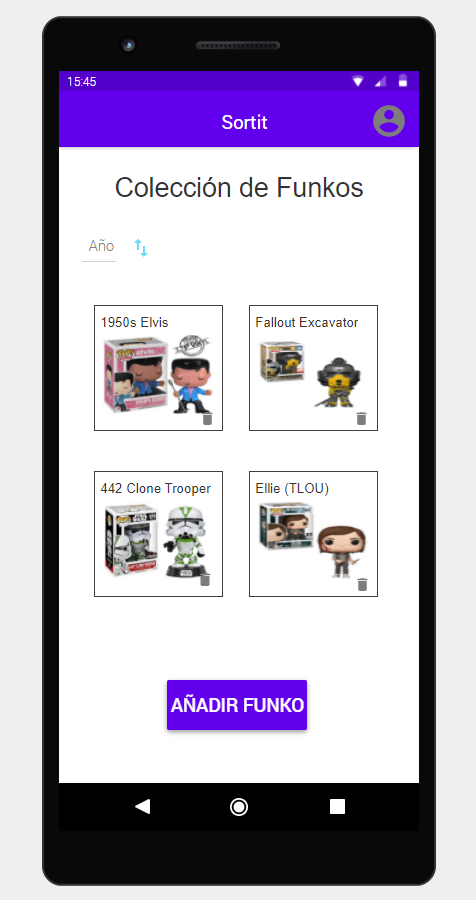 15:45
Sortit
Colección de Funkos
Año
1950s Elvis
Fallout Excavator
442 Clone Trooper
Ellie (TLOU)
AÑADIR FUNKO